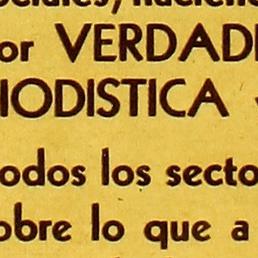 or VERDAD
IODISTICA
odos los secto
obre lo que a